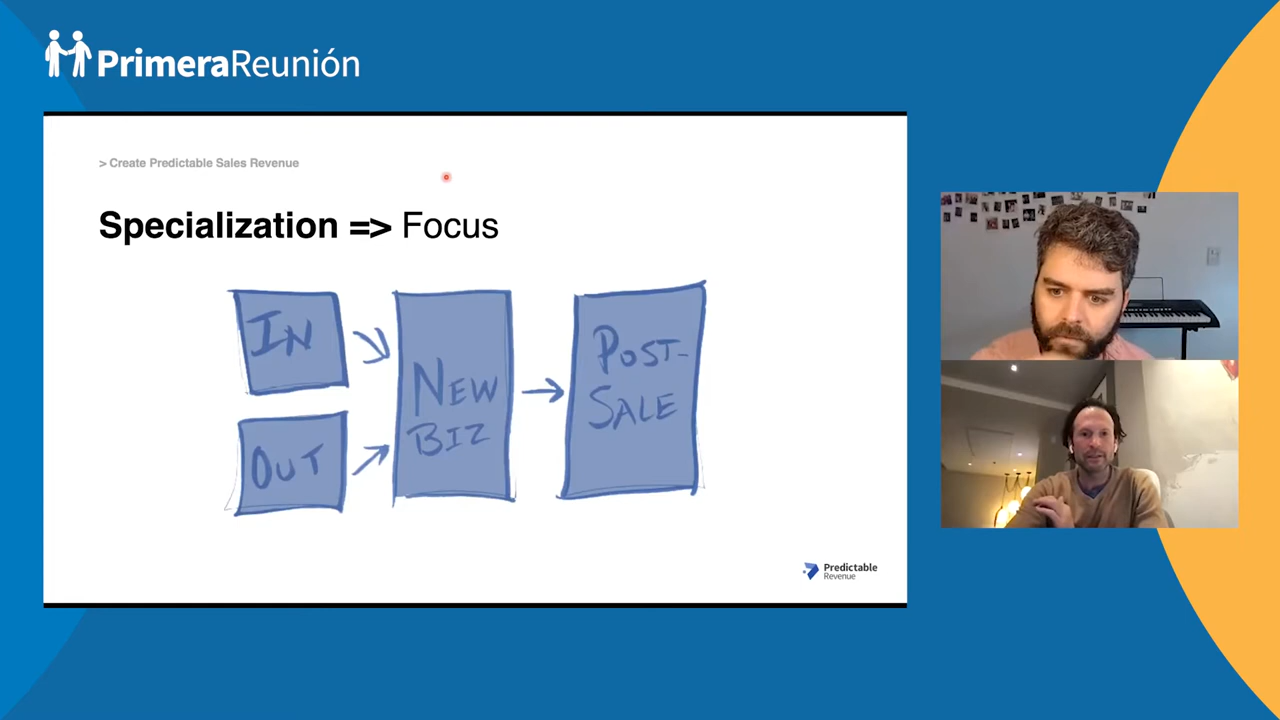 PrimeraReunión
> Create Predictable Sales Revenue
Specialization => Focus
IN
OUT
NEW
BIZ
POST-
SALE
Predictable
Revenue